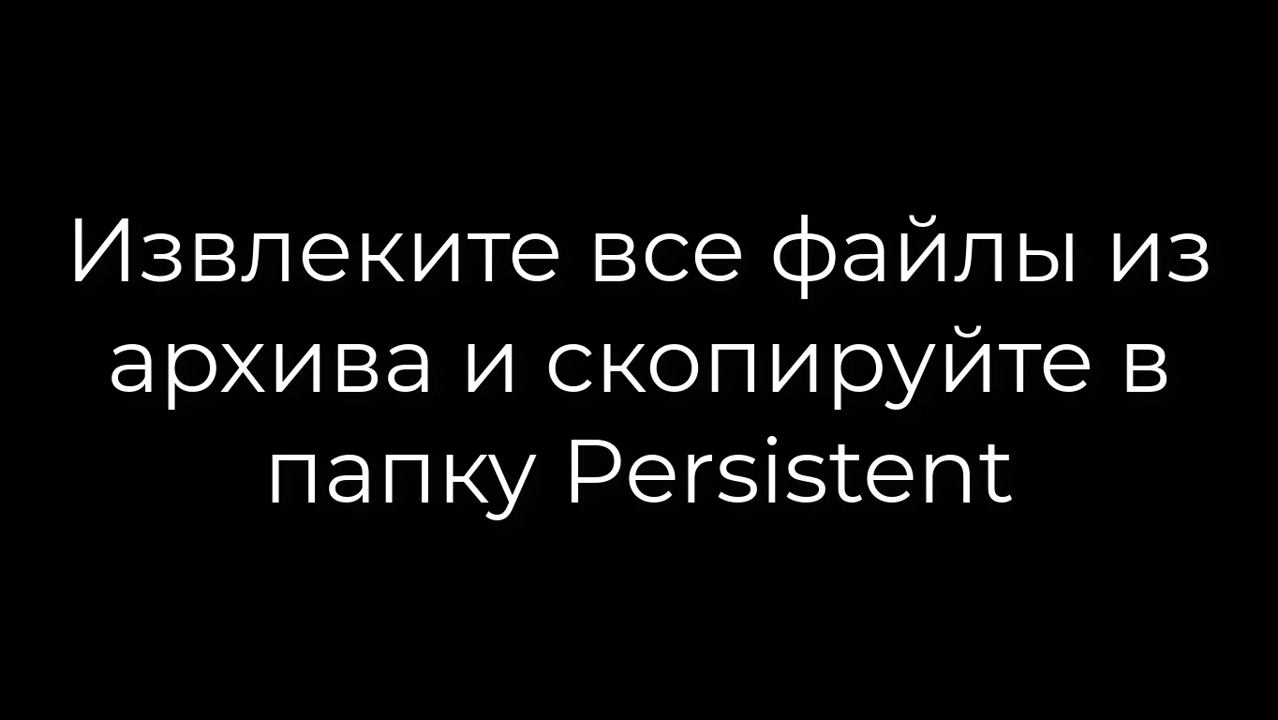 Извлеките все файлы из
архива и скопируйте в
папку Persistent